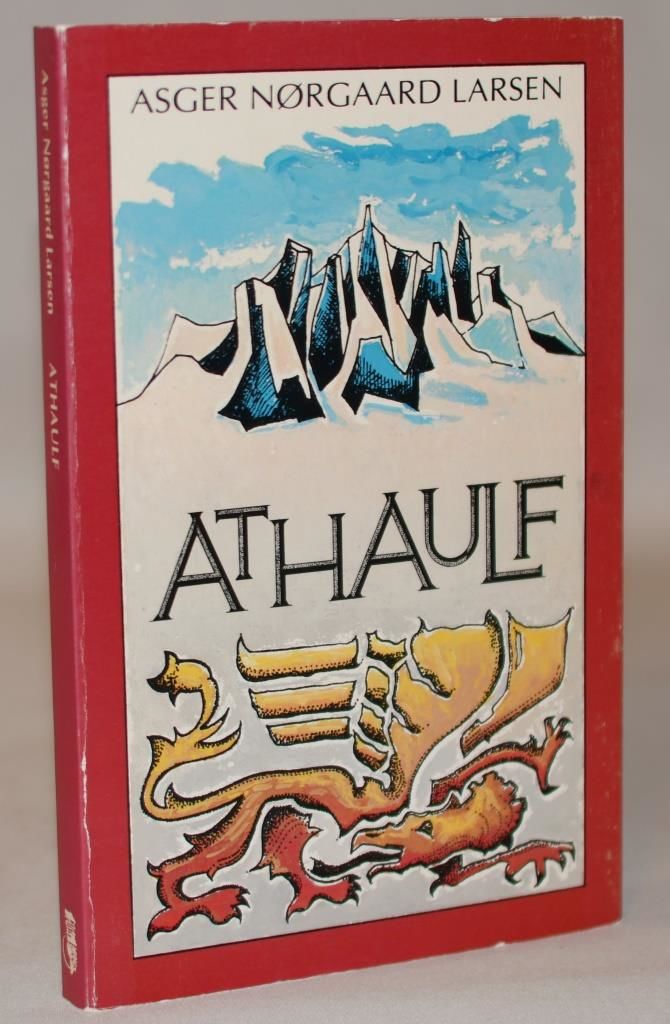 ASGER NØRGAARD LARSEN
ATHAULF
Asger Nørgaard Larsen ATHAULF